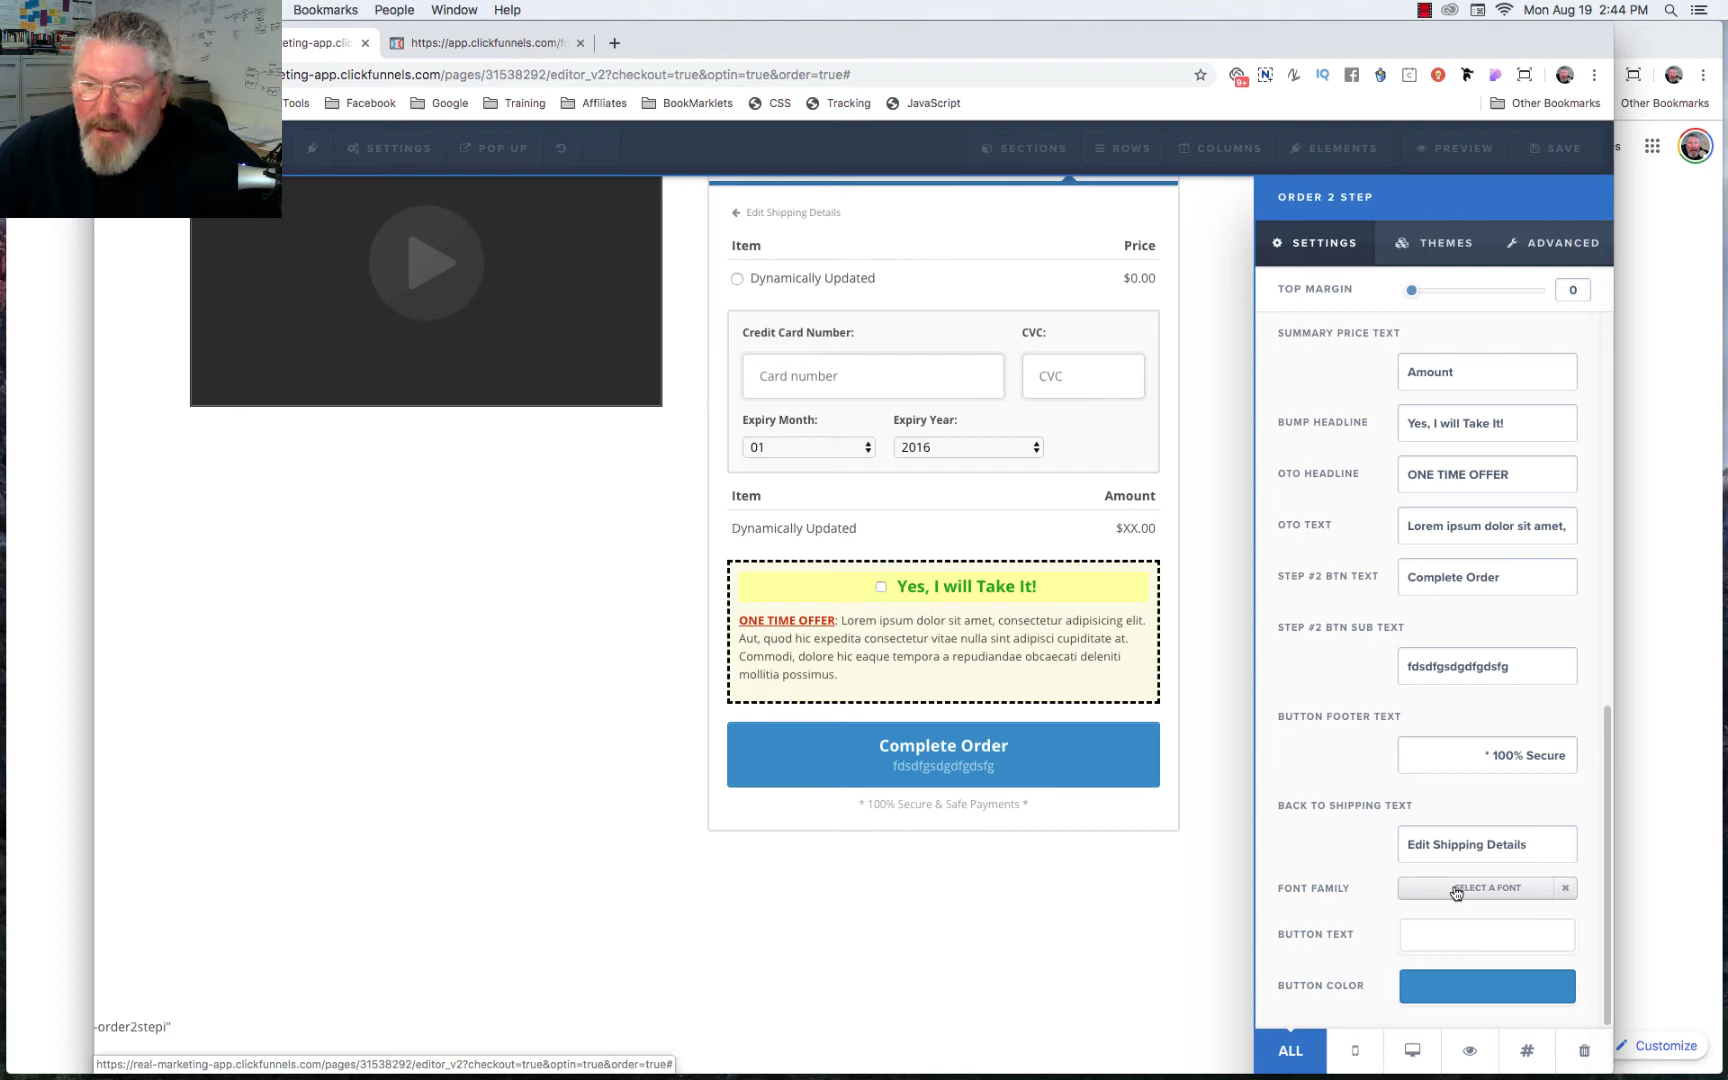 Bookmarks People Window Help
Mon Aug 19 2:44 PM
eting-app.clic × https://app.clickfunnels.com/fc × +
eting-app.clickfunnels.com/pages/31538292/editor_v2?checkout=true&optin=true&order=true#
Tools Facebook Google Training Affiliates BookMarklets CSS Tracking JavaScript Other Bookmarks Other Bookmarks
SETTINGS POP UP SECTIONS ROWS COLUMNS ELEMENTS PREVIEW SAVE
ORDER 2 STEP
SETTINGS THEMES ADVANCED
TOP MARGIN 0
Edit Shipping Details
Item Price
Dynamically Updated $0.00
Credit Card Number: CVC:
Card number CVC
Expiry Month: Expiry Year:
01 2016
Item Amount
Dynamically Updated $XX.00
Yes, I will Take It!
ONE TIME OFFER: Lorem ipsum dolor sit amet, consectetur adipisicing elit.
Aut, quod hic expedita consectetur vitae nulla sint adipisci cupiditate at.
Commodi, dolore hic eaque tempora a repudiandae obcaecati deleniti
mollitia possimus.
Complete Order
fdsdfgsdgdfgdsfg
* 100% Secure & Safe Payments *
SUMMARY PRICE TEXT
Amount
BUMP HEADLINE Yes, I will Take It!
OTO HEADLINE ONE TIME OFFER
OTO TEXT Lorem ipsum dolor sit amet,
STEP #2 BTN TEXT Complete Order
STEP #2 BTN SUB TEXT
fdsdfgsdgdfgdsfg
BUTTON FOOTER TEXT
* 100% Secure
BACK TO SHIPPING TEXT
Edit Shipping Details
FONT FAMILY SELECT A FONT ×
BUTTON TEXT
BUTTON COLOR
ALL #
Customize
-order2stepi"
https://real-marketing-app.clickfunnels.com/pages/31538292/editor_v2?checkout=true&optin=true&order=true#